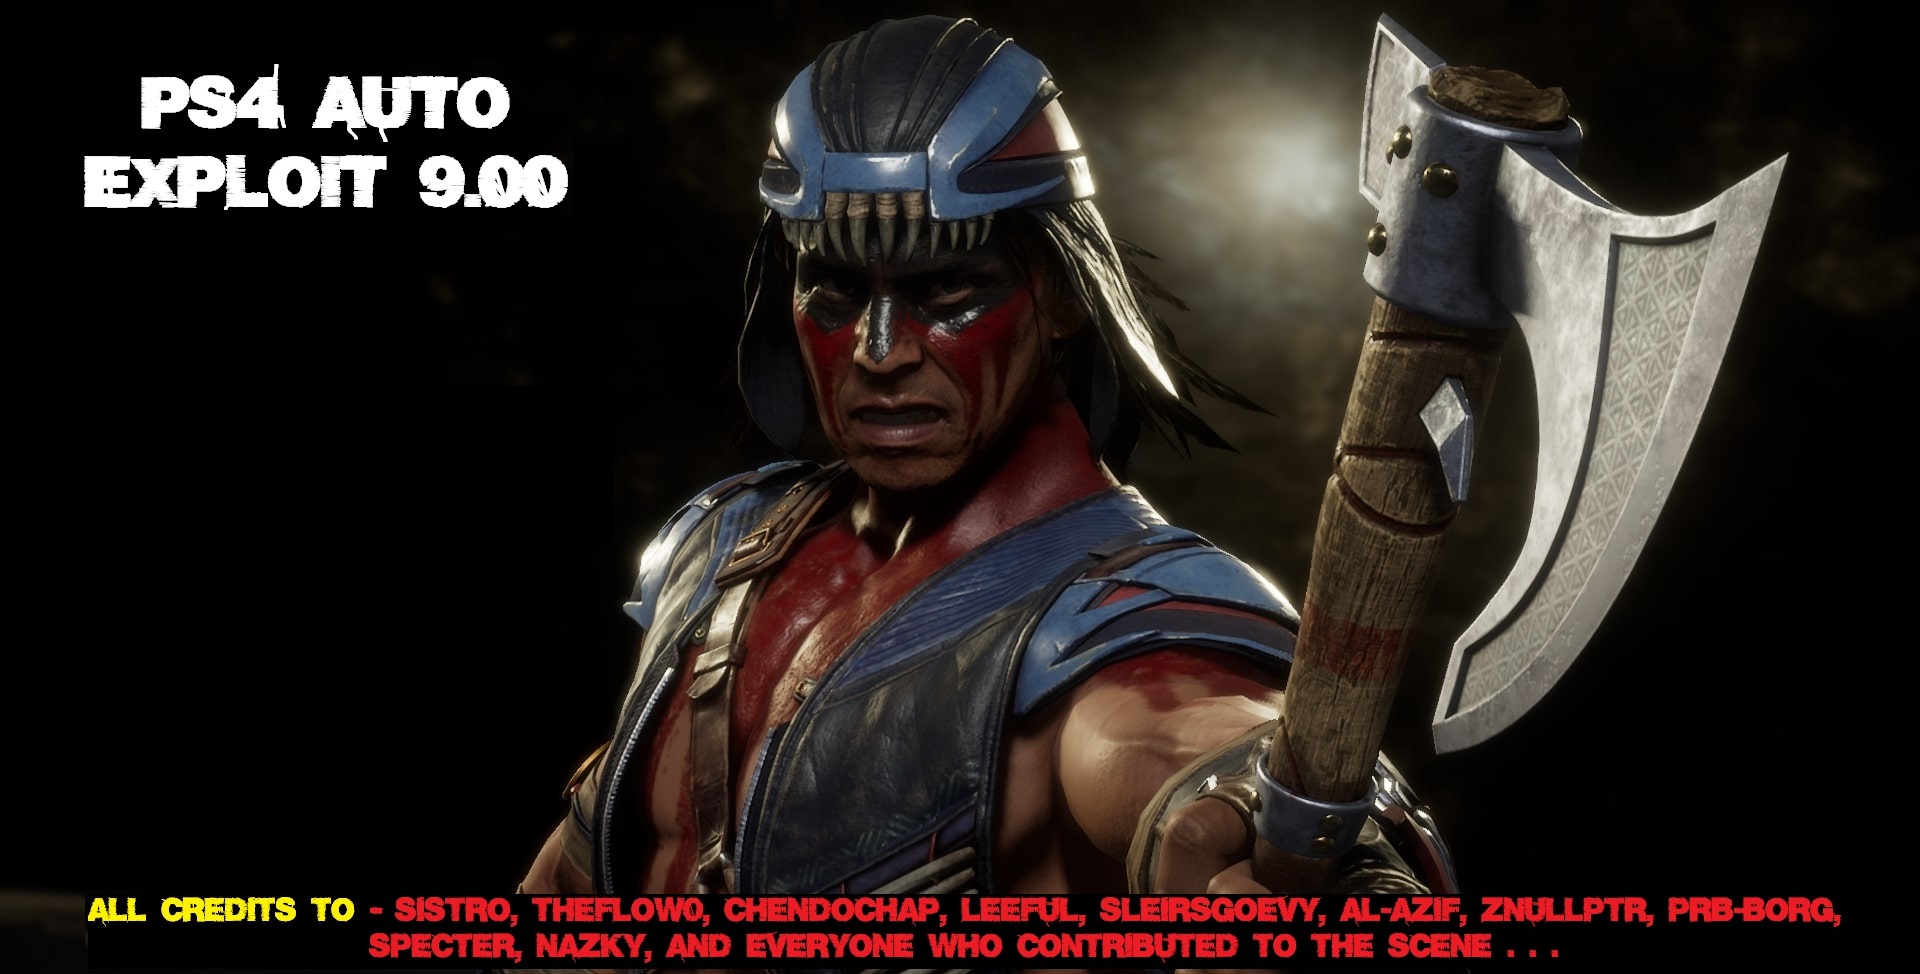 PS4 AUTO
EXPLOIT 9.00
ALL CREDITS TO - SISTRO, THEFLOW0, CHENDOCHAP, LEEFUL, SLEIRSGOEVY, AL-AZIF, ZNULLPTR, PRB-BORG,
SPECTER, NAZKY, AND EVERYONE WHO CONTRIBUTED TO THE SCENE . . .